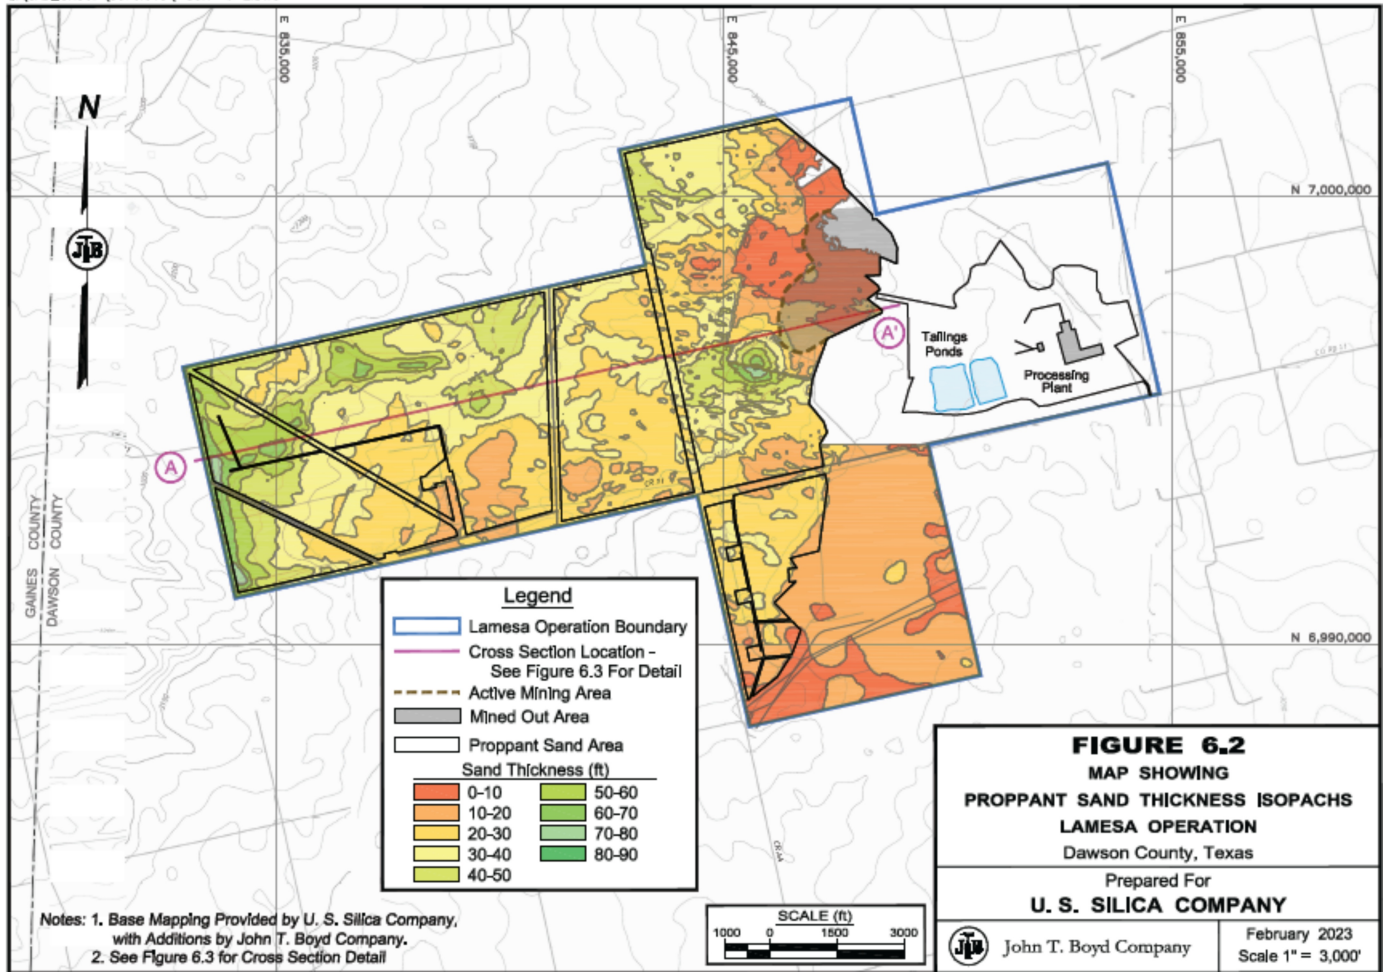 E 835,000
E 845,000
E 855,000
N
JTB
N 7,000,000
A'
Tailings
Ponds
Processing
Plant
A
CR 31
GAINES COUNTY
DAWSON COUNTY
N 6,990,000
Legend
Lamesa Operation Boundary
Cross Section Location -
See Figure 6.3 For Detail
Active Mining Area
Mined Out Area
Proppant Sand Area
Sand Thickness (ft)
0-10 50-60
10-20 60-70
20-30 70-80
30-40 80-90
40-50
FIGURE 6.2
MAP SHOWING
PROPPANT SAND THICKNESS ISOPACHS
LAMESA OPERATION
Dawson County, Texas
Prepared For
U. S. SILICA COMPANY
JTB John T. Boyd Company
February 2023
Scale 1" = 3,000'
Notes: 1. Base Mapping Provided by U. S. Silica Company,
with Additions by John T. Boyd Company.
2. See Figure 6.3 for Cross Section Detail
SCALE (ft)
1000 0 1500 3000